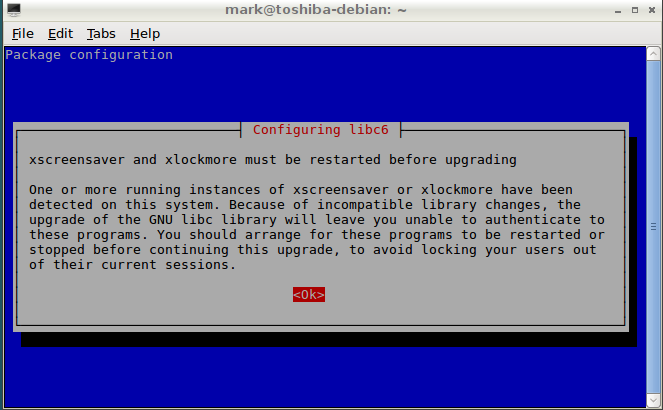 mark@toshiba-debian: ~
File Edit Tabs Help
Package configuration
Configuring libc6
xscreensaver and xlockmore must be restarted before upgrading
One or more running instances of xscreensaver or xlockmore have been
detected on this system. Because of incompatible library changes, the
upgrade of the GNU libc library will leave you unable to authenticate to
these programs. You should arrange for these programs to be restarted or
stopped before continuing this upgrade, to avoid locking your users out
of their current sessions.
<Ok>